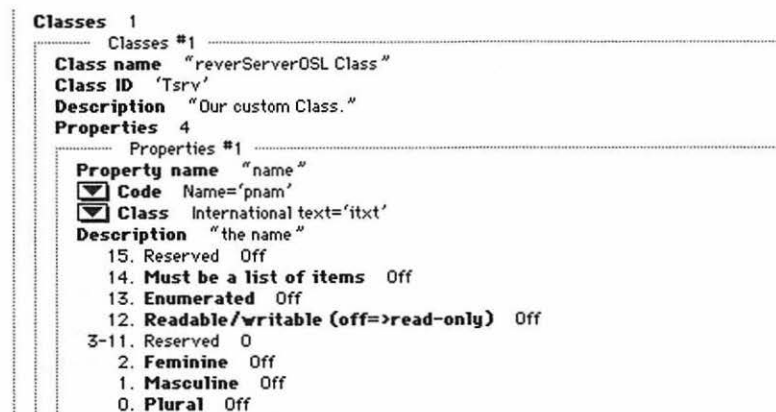 Classes 1
Classes #1
Class name "reverServerOSL Class"
Class ID 'Tsrv'
Description "Our custom Class."
Properties 4
Properties #1
Property name "name"
Code Name='pnam'
Class International text='itxt'
Description "the name"
15. Reserved Off
14. Must be a list of items Off
13. Enumerated Off
12. Readable/writable (off=>read-only) Off
3-11. Reserved 0
2. Feminine Off
1. Masculine Off
0. Plural Off